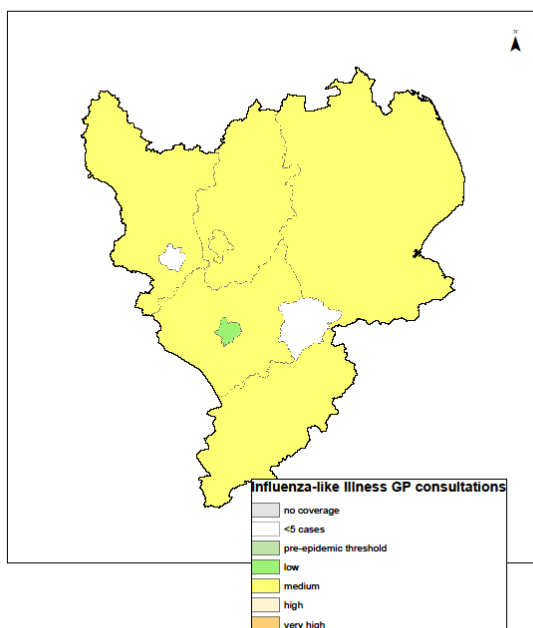 N
Influenza-like Illness GP consultations
no coverage
<5 cases
pre-epidemic threshold
low
medium
high
very high